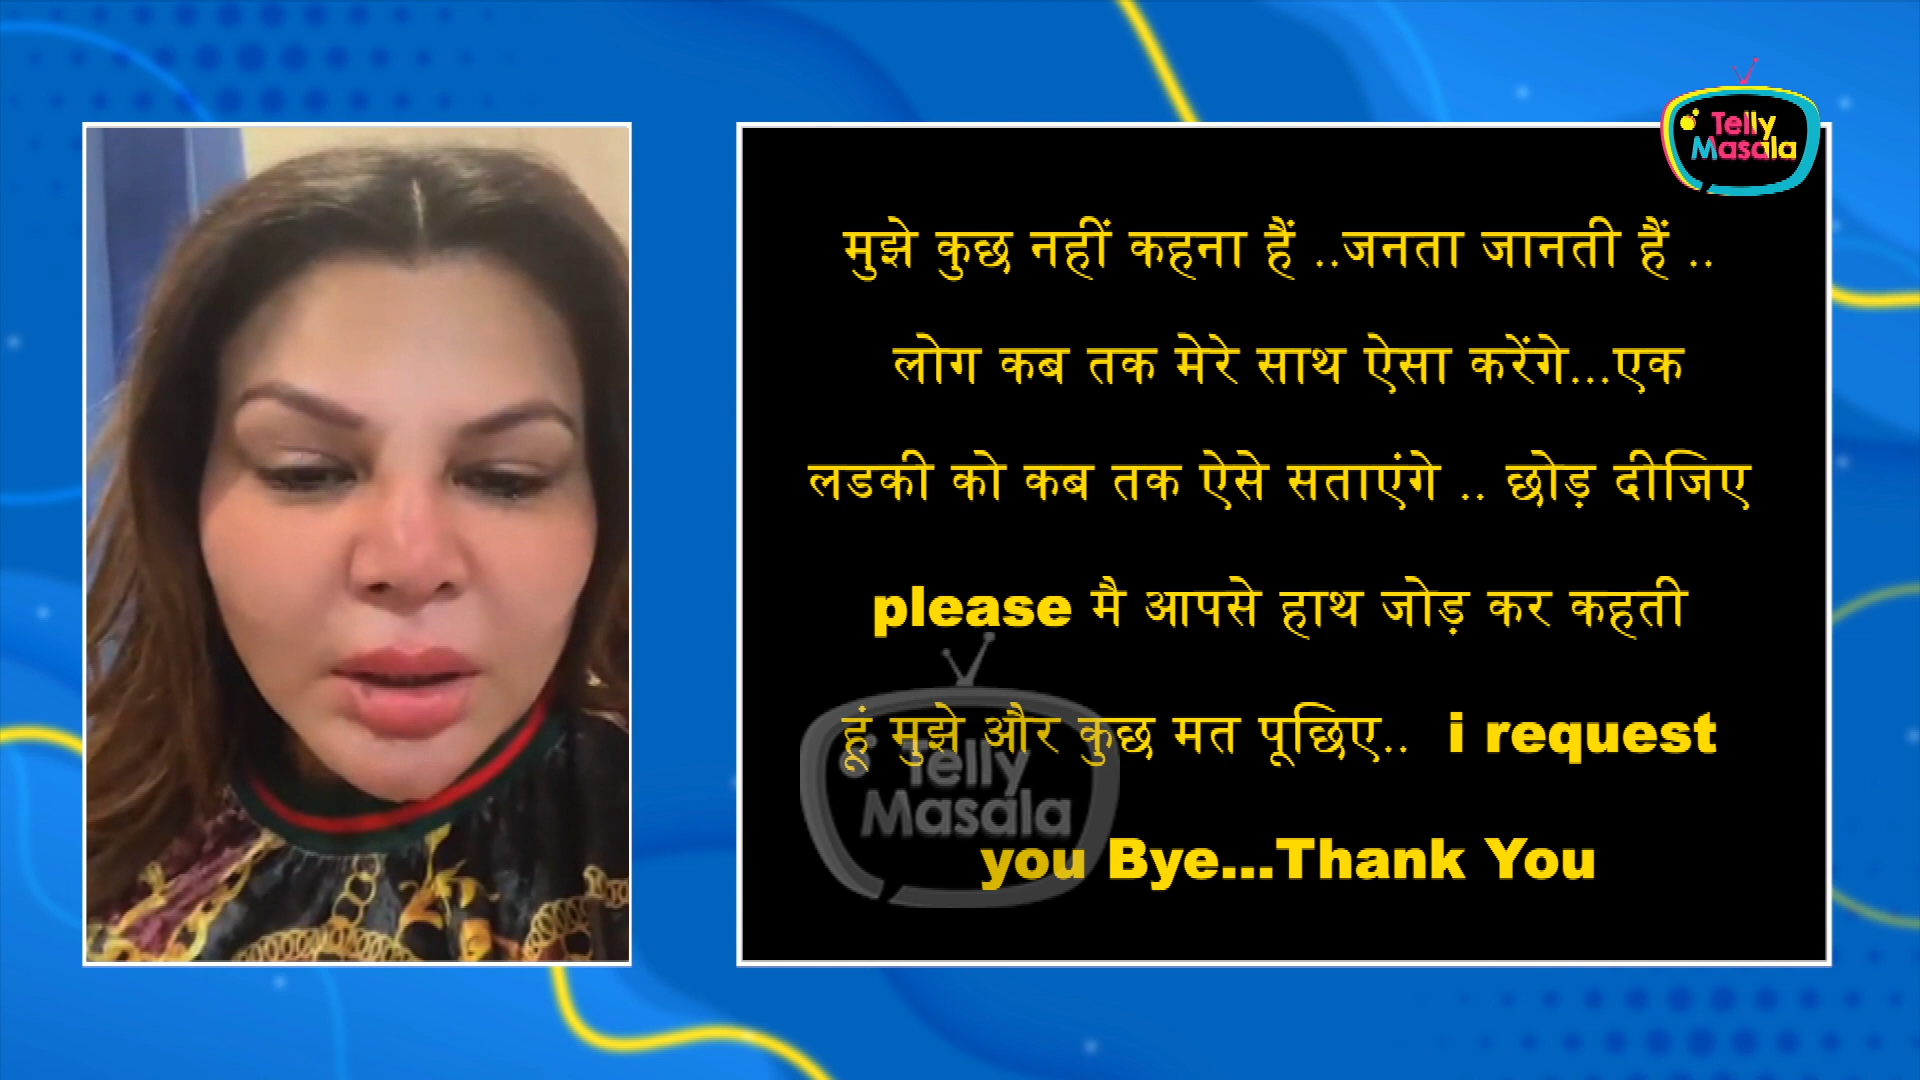 Telly
Masala
मुझे कुछ नहीं कहना हैं ..जनता जानती हैं ..
लोग कब तक मेरे साथ ऐसा करेंगे...एक
लडकी को कब तक ऐसे सताएंगे .. छोड़ दीजिए
please मै आपसे हाथ जोड़ कर कहती
हूं मुझे और कुछ मत पूछिए.. i request
you Bye...Thank You
Telly
Masala